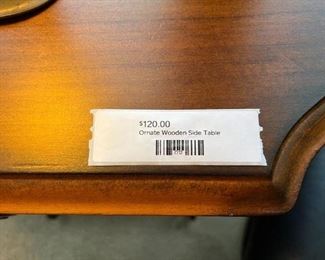 $120.00
Ornate Wooden Side Table